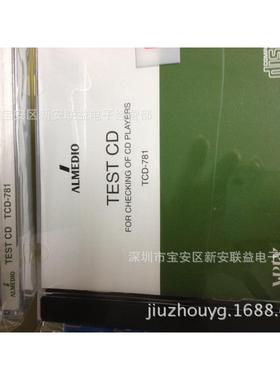 ALMEDIO
TEST CD
FOR CHECKING OF CD PLAYERS
TCD-781
ALMEDIO
TEST CD TCD-781
深圳市宝安区新安联益电子
jiuzhouyg.1688.